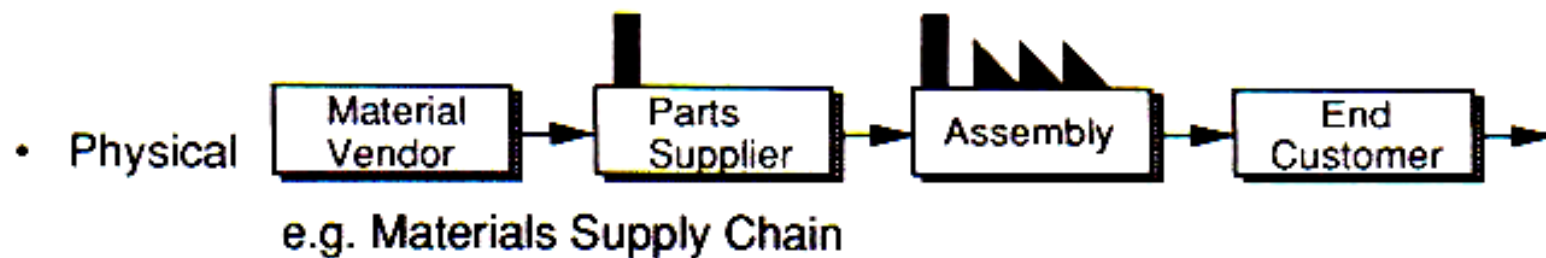 • Physical
Material
Vendor
Parts
Supplier
Assembly
End
Customer
e.g. Materials Supply Chain